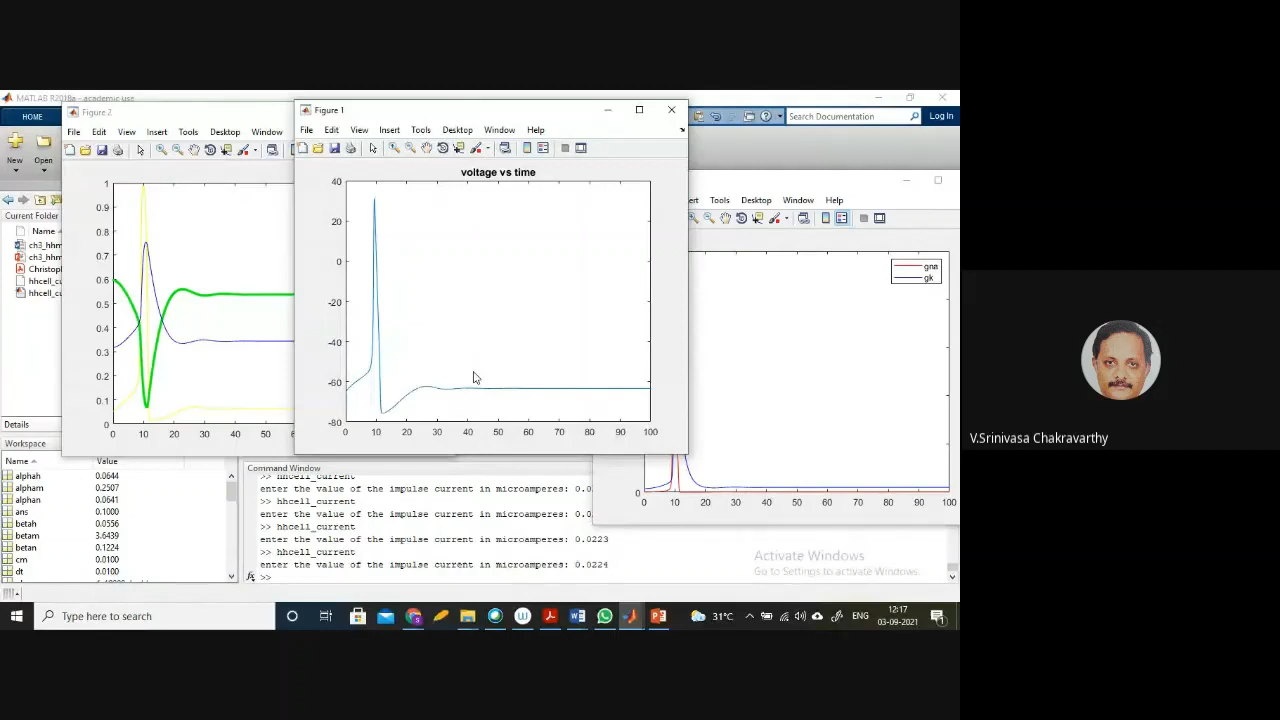 MATLAB R2018a - academic use
HOME
Search Documentation
Log In
New
Open
Current Folder
Name
ch3_hhm
ch3_hhm
Christoph
hhcell_cu
hhcell_cu
Details
Workspace
Name
Value
alphah 0.0644
alpham 0.2507
alphan 0.0641
ans 0.1000
betah 0.0556
betam 3.6439
betan 0.1224
cm 0.0100
dt 0.0100
Figure 2
File Edit View Insert Tools Desktop Window
1
0.9
0.8
0.7
0.6
0.5
0.4
0.3
0.2
0.1
0
0 10 20 30 40 50
Figure 1
File Edit View Insert Tools Desktop Window Help
voltage vs time
40
20
0
-20
-40
-60
-80
0 10 20 30 40 50 60 70 80 90 100
ert Tools Desktop Window Help
gna
gk
0
0 10 20 30 40 50 60 70 80 90 100
Command Window
>> hhcell_current
enter the value of the impulse current in microamperes: 0.0
>> hhcell_current
enter the value of the impulse current in microamperes: 0.0
>> hhcell_current
enter the value of the impulse current in microamperes: 0.0223
>> hhcell_current
enter the value of the impulse current in microamperes: 0.0224
fx >>
Activate Windows
Go to Settings to activate Windows.
Type here to search
31°C
ENG
12:17
03-09-2021
V.Srinivasa Chakravarthy